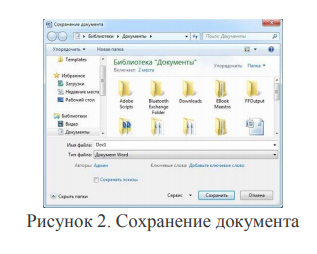 Сохранение документа
Библиотеки
Документы
Поиск: Документы
Упорядочить
Новая папка
Templates
Избранное
Загрузки
Недавние места
Рабочий стол
Библиотеки
Видео
Документы
Библиотека "Документы"
Включает: 2 места
Упорядочить:
Папка
Adobe Scripts
Bluetooth Exchange Folder
Downloads
EBook Maestro
FFOutput
Имя файла: Doc1
Тип файла: Документ Word
Авторы: Админ
Ключевые слова: Добавьте ключевое слово
Сохранять эскизы
Скрыть папки
Сервис
Сохранить
Отмена
Рисунок 2. Сохранение документа